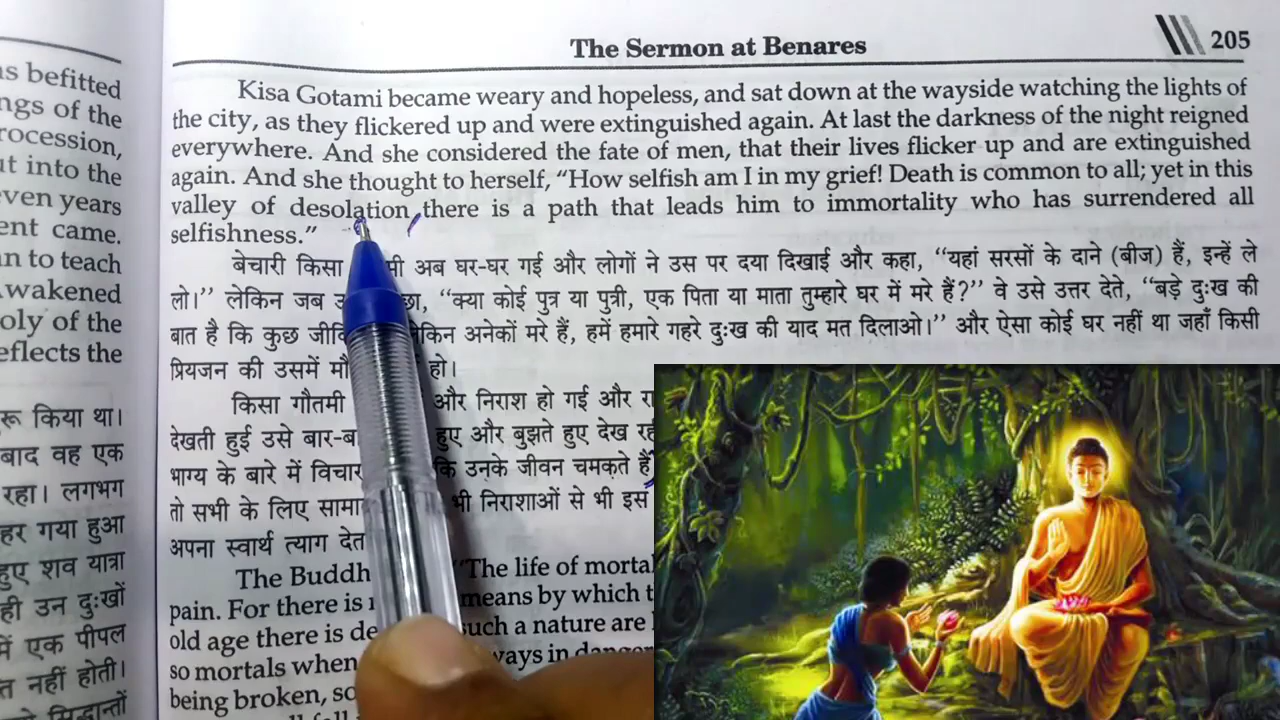 The Sermon at Benares 205
as befitted
ngs of the
rocession,
ut into the
even years
ent came.
an to teach
Awakened
oly of the
eflects the
रू किया था।
बाद वह एक
रहा। लगभग
हर गया हुआ
हुए शव यात्रा
ही उन दुःखों
में एक पीपल
त नहीं होती।
सिद्धान्तों
Kisa Gotami became weary and hopeless, and sat down at the wayside watching the lights of
the city, as they flickered up and were extinguished again. At last the darkness of the night reigned
everywhere. And she considered the fate of men, that their lives flicker up and are extinguished
again. And she thought to herself, “How selfish am I in my grief! Death is common to all; yet in this
valley of desolation there is a path that leads him to immortality who has surrendered all
selfishness.”
बेचारी किसा मी अब घर-घर गई और लोगों ने उस पर दया दिखाई और कहा, “यहां सरसों के दाने (बीज) हैं, इन्हें ले
लो।” लेकिन जब उ छा, “क्या कोई पुत्र या पुत्री, एक पिता या माता तुम्हारे घर में मरे हैं?” वे उसे उत्तर देते, “बड़े दुःख की
बात है कि कुछ जीवि लेकिन अनेकों मरे हैं, हमें हमारे गहरे दुःख की याद मत दिलाओ।” और ऐसा कोई घर नहीं था जहाँ किसी
प्रियजन की उसमें मौ हो।
किसा गौतमी और निराश हो गई और रा
देखती हुई उसे बार-बा हुए और बुझते हुए देख रह
भाग्य के बारे में विचार कि उनके जीवन चमकते हैं
तो सभी के लिए सामा भी निराशाओं से भी इस
अपना स्वार्थ त्याग देत
The Buddh “The life of morta
pain. For there is means by which t
old age there is de such a nature are
so mortals when ways in danger
being broken, so